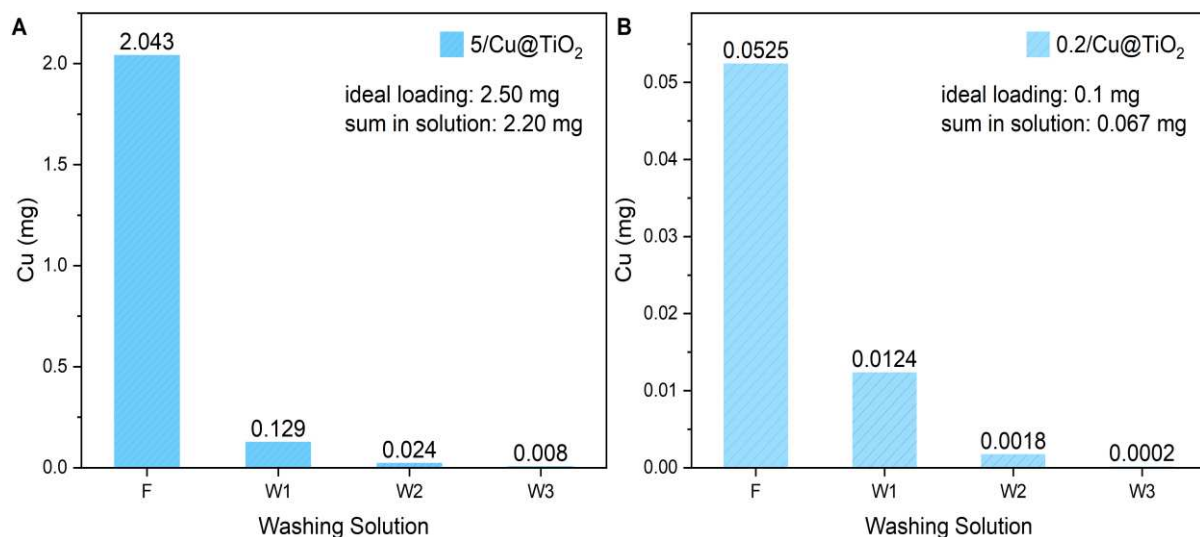 A
2.043
5/Cu@TiO₂
ideal loading: 2.50 mg
sum in solution: 2.20 mg
2.0
1.5
1.0
0.5
0.0
Cu (mg)
0.129
0.024
0.008
F
W1
W2
W3
Washing Solution
B
0.0525
0.2/Cu@TiO₂
ideal loading: 0.1 mg
sum in solution: 0.067 mg
0.05
0.04
0.03
0.02
0.01
0.00
Cu (mg)
0.0124
0.0018
0.0002
F
W1
W2
W3
Washing Solution